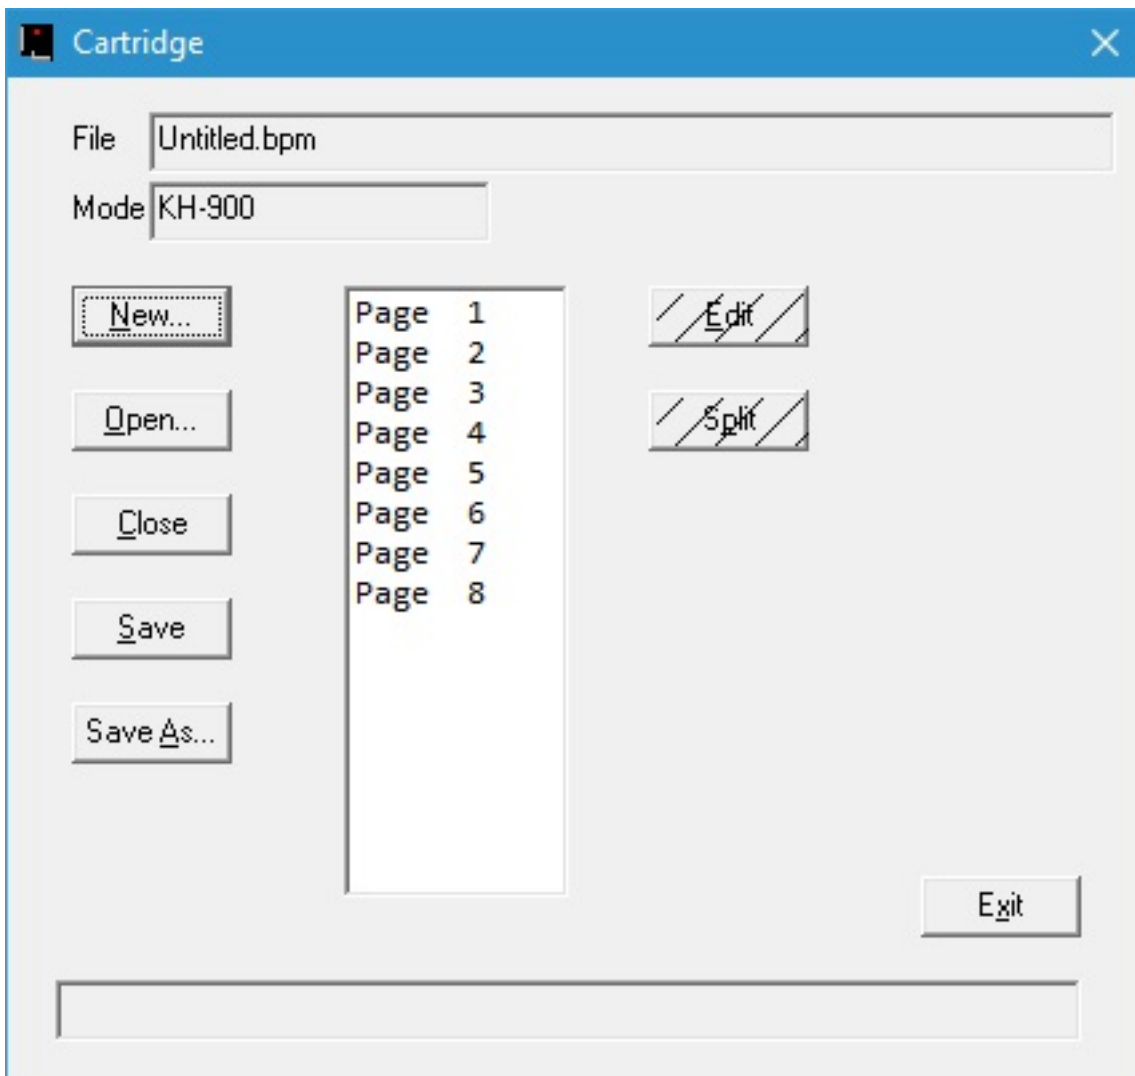 Cartridge
File Untitled.bpm
Mode KH-900
New...
Open...
Close
Save
Save As...
Page 1
Page 2
Page 3
Page 4
Page 5
Page 6
Page 7
Page 8
Edit
Split
Exit